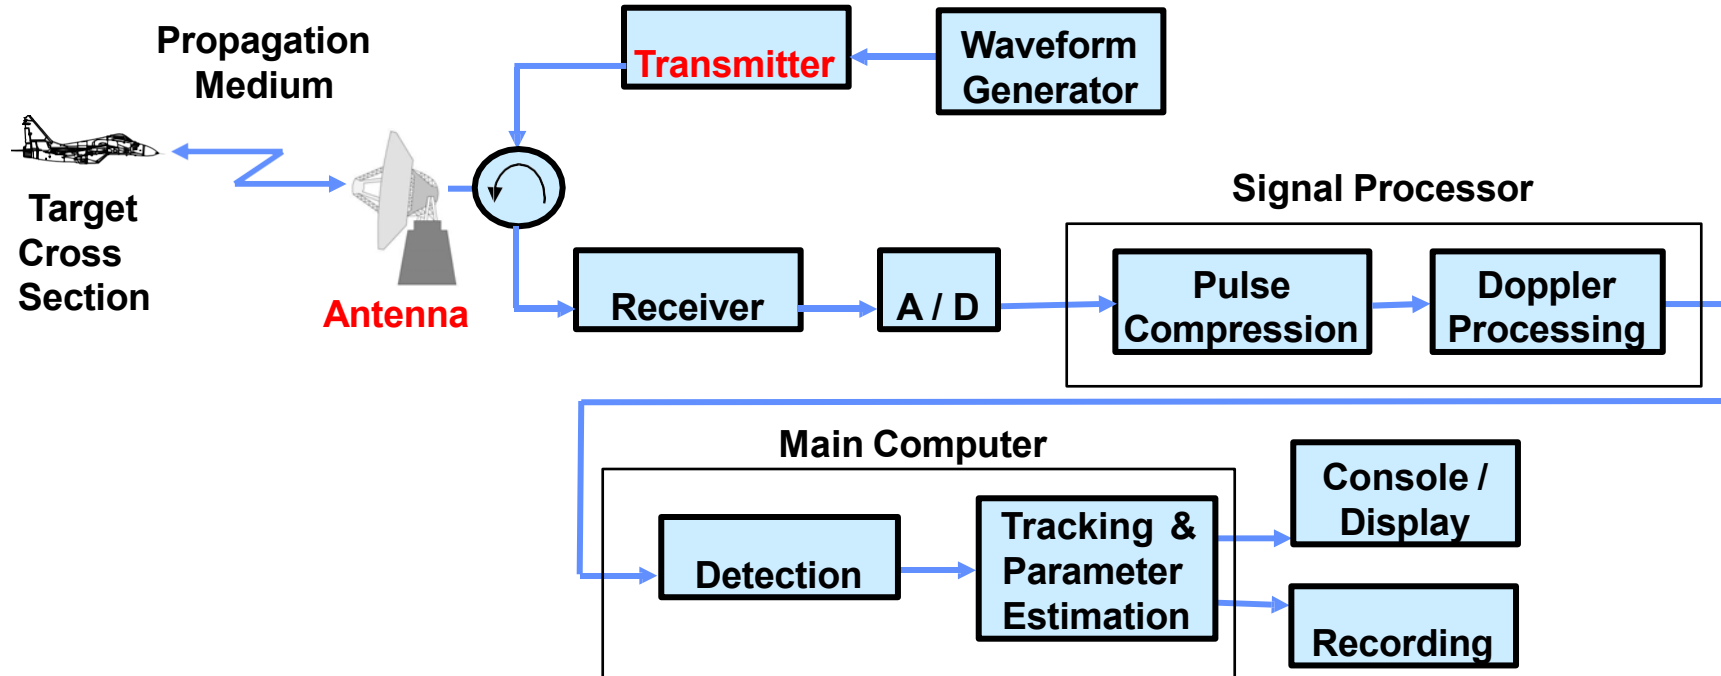 Propagation
Medium
Transmitter
Waveform
Generator
Target
Cross
Section
Antenna
Signal Processor
Receiver
A / D
Pulse
Compression
Doppler
Processing
Main Computer
Detection
Tracking &
Parameter
Estimation
Console /
Display
Recording